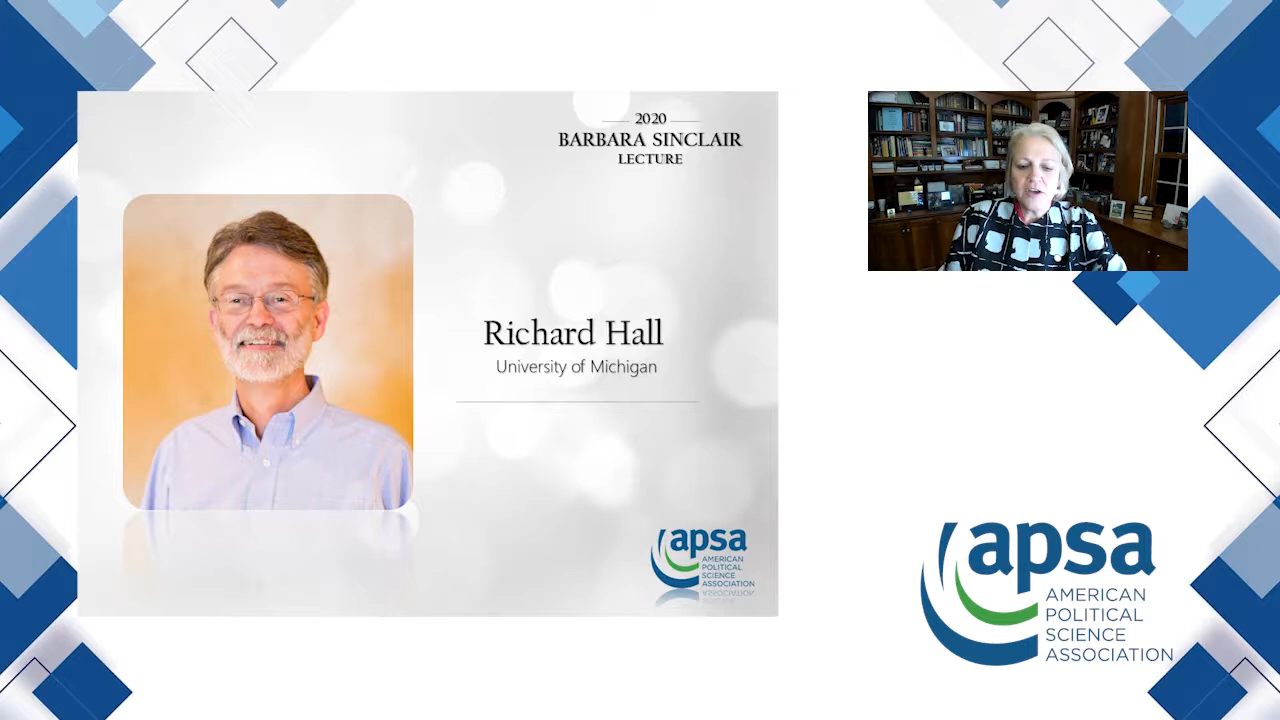 2020
BARBARA SINCLAIR
LECTURE
Richard Hall
University of Michigan
apsa
AMERICAN
POLITICAL
SCIENCE
ASSOCIATION
apsa
AMERICAN
POLITICAL
SCIENCE
ASSOCIATION